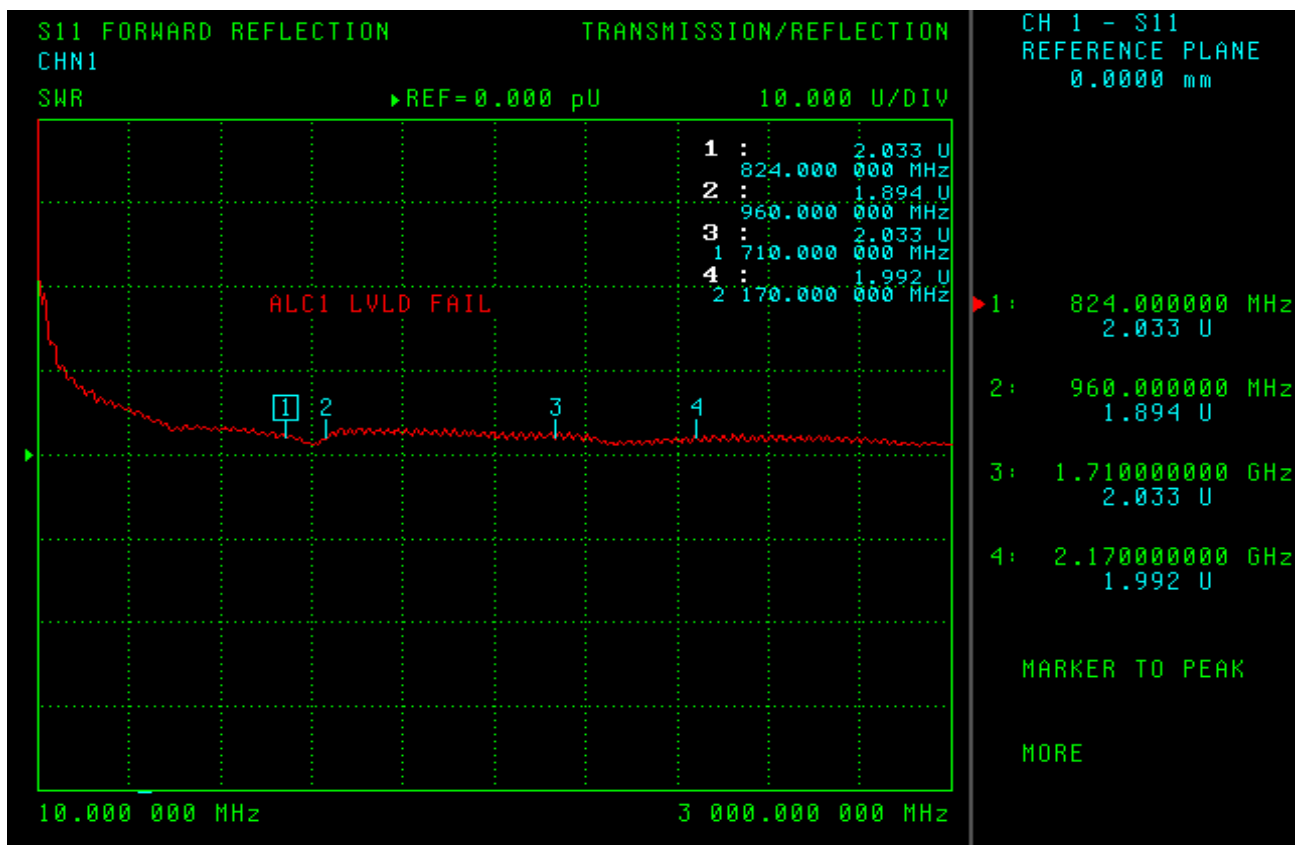 S11 FORWARD REFLECTION TRANSMISSION/REFLECTION
CHN1
SWR ▶REF=0.000 pU 10.000 U/DIV
1 : 2.033 U
824.000 000 MHz
2 : 1.894 U
960.000 000 MHz
3 : 2.033 U
1 710.000 000 MHz
4 : 1.992 U
2 170.000 000 MHz
ALC1 LVLD FAIL
1 2 3 4
10.000 000 MHz 3 000.000 000 MHz
CH 1 - S11
REFERENCE PLANE
0.0000 mm
▶1: 824.000000 MHz
2.033 U
2: 960.000000 MHz
1.894 U
3: 1.710000000 GHz
2.033 U
4: 2.170000000 GHz
1.992 U
MARKER TO PEAK
MORE